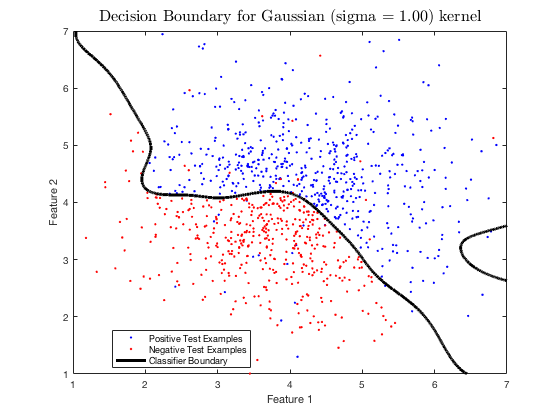 Decision Boundary for Gaussian (sigma = 1.00) kernel
7
6
5
4
3
2
1
Feature 2
Positive Test Examples
Negative Test Examples
Classifier Boundary
1 2 3 4 5 6 7
Feature 1